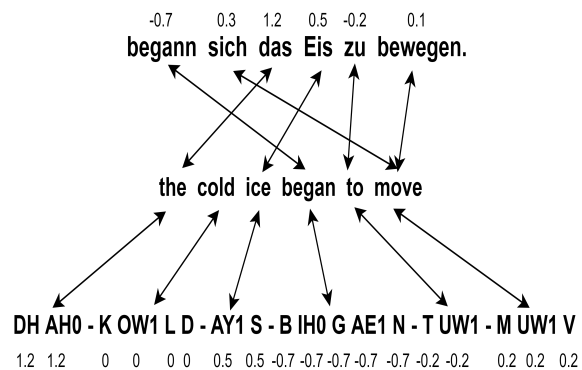 -0.7 0.3 1.2 0.5 -0.2 0.1
begann sich das Eis zu bewegen.
the cold ice began to move
DH AH0 - K OW1 L D - AY1 S - B IH0 G AE1 N - T UW1 - M UW1 V
1.2 1.2 0 0 0 0 0.5 0.5 -0.7 -0.7 -0.7 -0.7 -0.7 -0.2 -0.2 0.2 0.2 0.2